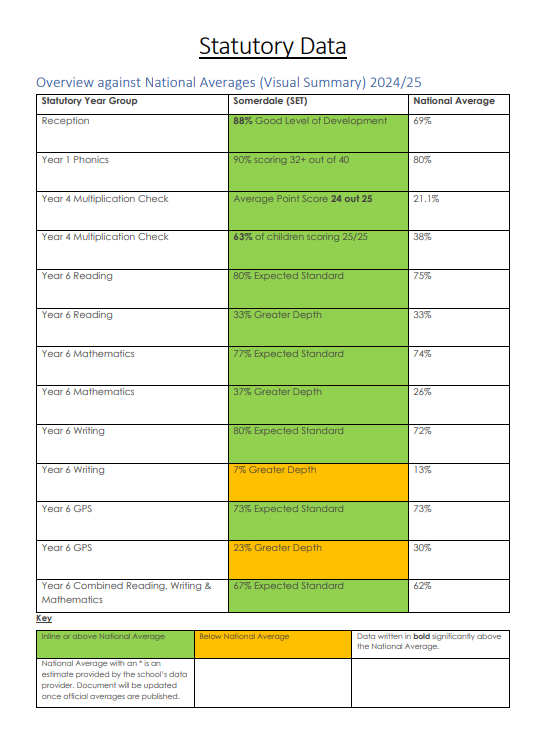 Statutory Data
Overview against National Averages (Visual Summary) 2024/25
Statutory Year Group Somerdale (SET) National Average
Reception 88% Good Level of Development 69%
Year 1 Phonics 90% scoring 32+ out of 40 80%
Year 4 Multiplication Check Average Point Score 24 out 25 21.1%
Year 4 Multiplication Check 63% of children scoring 25/25 38%
Year 6 Reading 80% Expected Standard 75%
Year 6 Reading 33% Greater Depth 33%
Year 6 Mathematics 77% Expected Standard 74%
Year 6 Mathematics 37% Greater Depth 26%
Year 6 Writing 80% Expected Standard 72%
Year 6 Writing 7% Greater Depth 13%
Year 6 GPS 73% Expected Standard 73%
Year 6 GPS 23% Greater Depth 30%
Year 6 Combined Reading, Writing & 67% Expected Standard 62%
Mathematics
Key
Inline or above National Average Below National Average Data written in bold significantly above
the National Average.
National Average with an * is an
estimate provided by the school's data
provider. Document will be updated
once official averages are published.